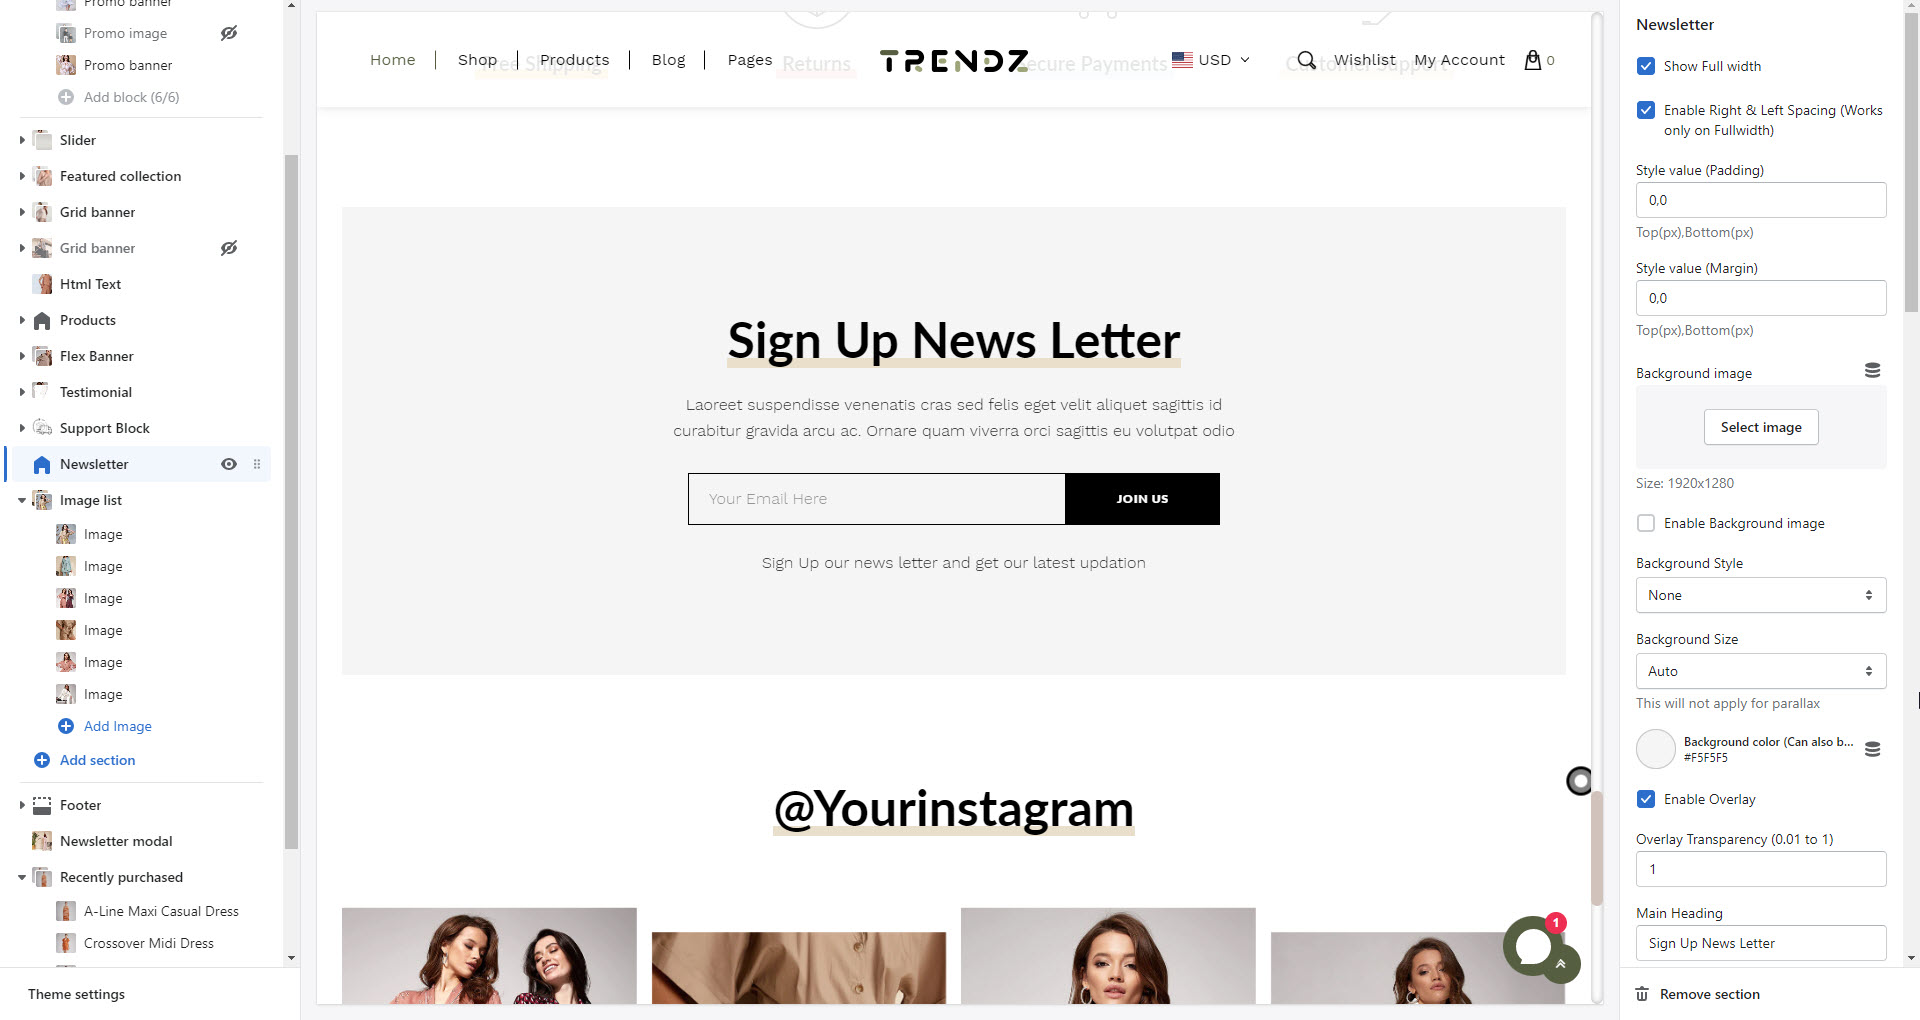 Promo banner
Promo image
Promo banner
Add block (6/6)
Slider
Featured collection
Grid banner
Grid banner
Html Text
Products
Flex Banner
Testimonial
Support Block
Newsletter
Image list
Image
Image
Image
Image
Image
Image
Add Image
Add section
Footer
Newsletter modal
Recently purchased
A-Line Maxi Casual Dress
Crossover Midi Dress
Theme settings
Home
Shop
Products
Blog
Pages
TRENDZ
USD
Wishlist
My Account
0
Free Shipping
Returns
Secure Payments
Customer Support
Sign Up News Letter
Laoreet suspendisse venenatis cras sed felis eget velit aliquet sagittis id
curabitur gravida arcu ac. Ornare quam viverra orci sagittis eu volutpat odio
Your Email Here
JOIN US
Sign Up our news letter and get our latest updation
@Yourinstagram
1
Newsletter
Show Full width
Enable Right & Left Spacing (Works
only on Fullwidth)
Style value (Padding)
0,0
Top(px),Bottom(px)
Style value (Margin)
0,0
Top(px),Bottom(px)
Background image
Select image
Size: 1920x1280
Enable Background image
Background Style
None
Background Size
Auto
This will not apply for parallax
Background color (Can also b...
#F5F5F5
Enable Overlay
Overlay Transparency (0.01 to 1)
1
Main Heading
Sign Up News Letter
Remove section